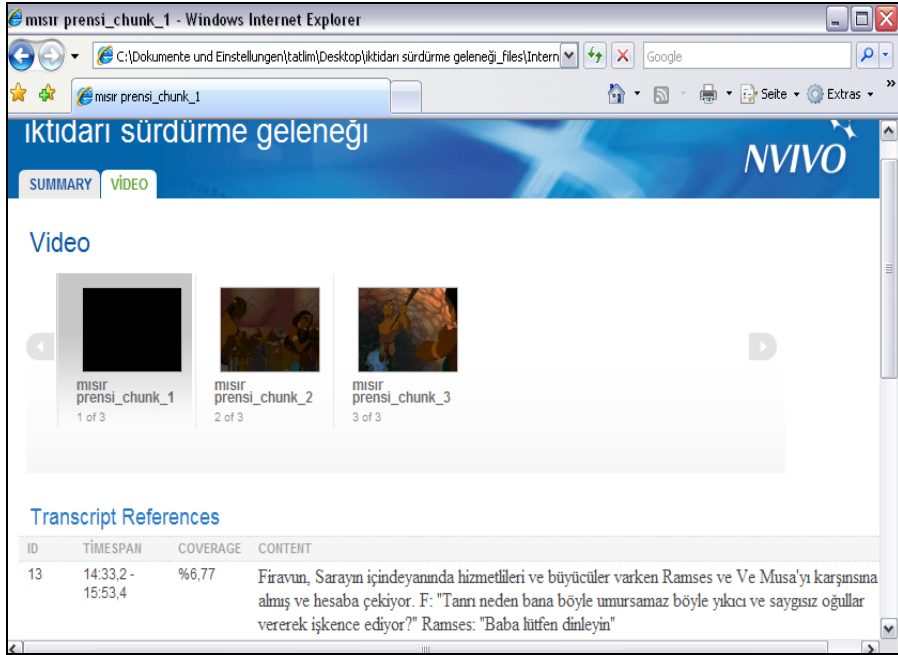 mısır prensi_chunk_1 - Windows Internet Explorer
C:\Dokumente und Einstellungen\tatlim\Desktop\iktidarı sürdürme geleneği_files\Intern
Google
mısır prensi_chunk_1
Seite
Extras
»
iktidarı sürdürme geleneği
NVIVO
SUMMARY
VİDEO
Video
mısır
prensi_chunk_1
1 of 3
mısır
prensi_chunk_2
2 of 3
mısır
prensi_chunk_3
3 of 3
Transcript References
ID TİMESPAN COVERAGE CONTENT
13 14:33,2 - %6,77 Firavun, Sarayın içindeyanında hizmetlileri ve büyücüler varken Ramses ve Ve Musa'yı karşınsına
15:53,4 almış ve hesaba çekiyor. F: "Tanrı neden bana böyle umursamaz böyle yıkıcı ve saygısız oğullar
vererek işkence ediyor?" Ramses: "Baba lütfen dinleyin"